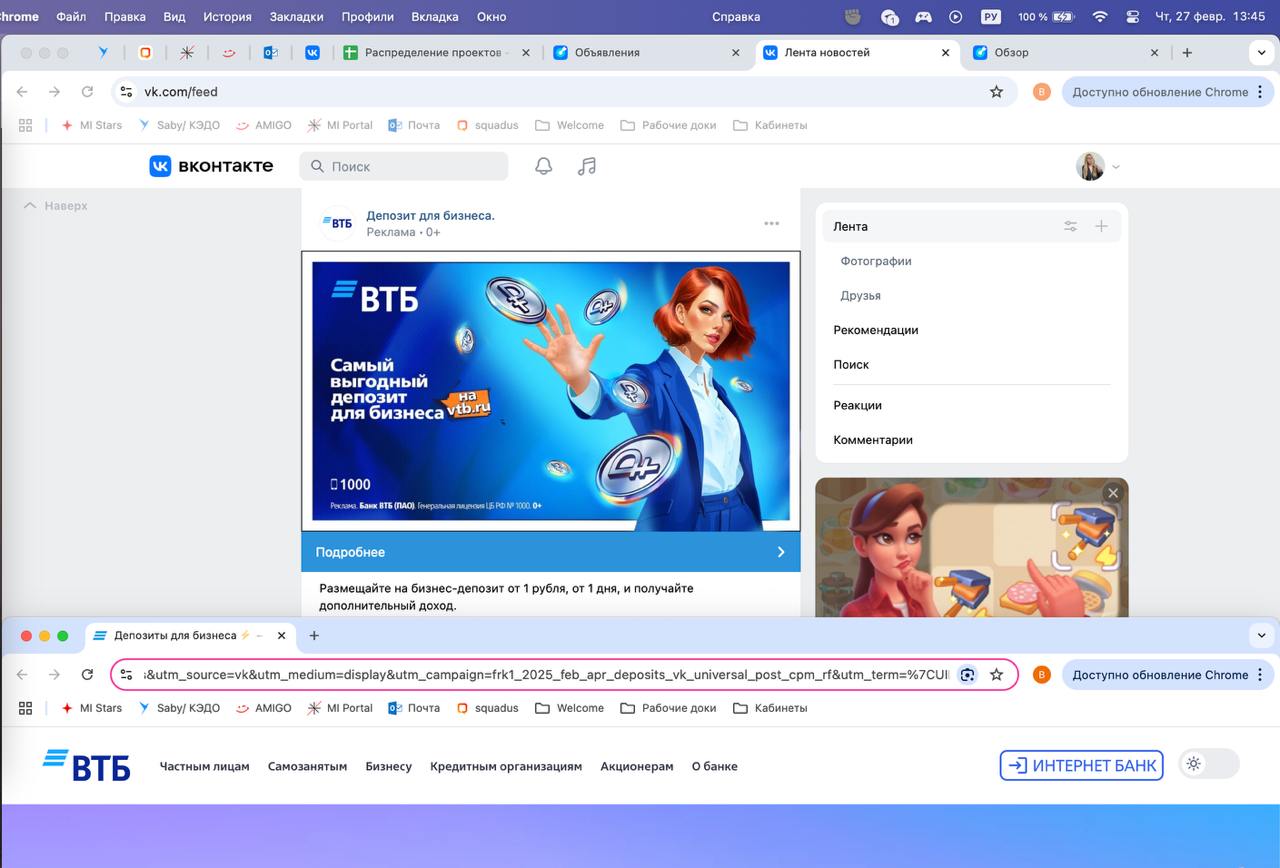 Chrome Файл Правка Вид История Закладки Профили Вкладка Окно Справка 1 РУ 100 % Чт, 27 февр. 13:45
Распределение проектов - Объявления Лента новостей Обзор
vk.com/feed B Доступно обновление Chrome
MI Stars Saby/ КЭДО AMIGO MI Portal Почта squadus Welcome Рабочие доки Кабинеты
вконтакте Поиск
Наверх
ВТБ
Депозит для бизнеса.
Реклама · 0+
ВТБ
Самый
выгодный
депозит
для бизнеса
на
vtb.ru
1000
Реклама. Банк ВТБ (ПАО). Генеральная лицензия ЦБ РФ № 1000. 0+
Подробнее
Размещайте на бизнес-депозит от 1 рубля, от 1 дня, и получайте
дополнительный доход.
Лента
Фотографии
Друзья
Рекомендации
Поиск
Реакции
Комментарии
Депозиты для бизнеса⚡ –
&utm_source=vk&utm_medium=display&utm_campaign=frk1_2025_feb_apr_deposits_vk_universal_post_cpm_rf&utm_term=%7CUI B Доступно обновление Chrome
MI Stars Saby/ КЭДО AMIGO MI Portal Почта squadus Welcome Рабочие доки Кабинеты
ВТБ Частным лицам Самозанятым Бизнесу Кредитным организациям Акционерам О банке ИНТЕРНЕТ БАНК